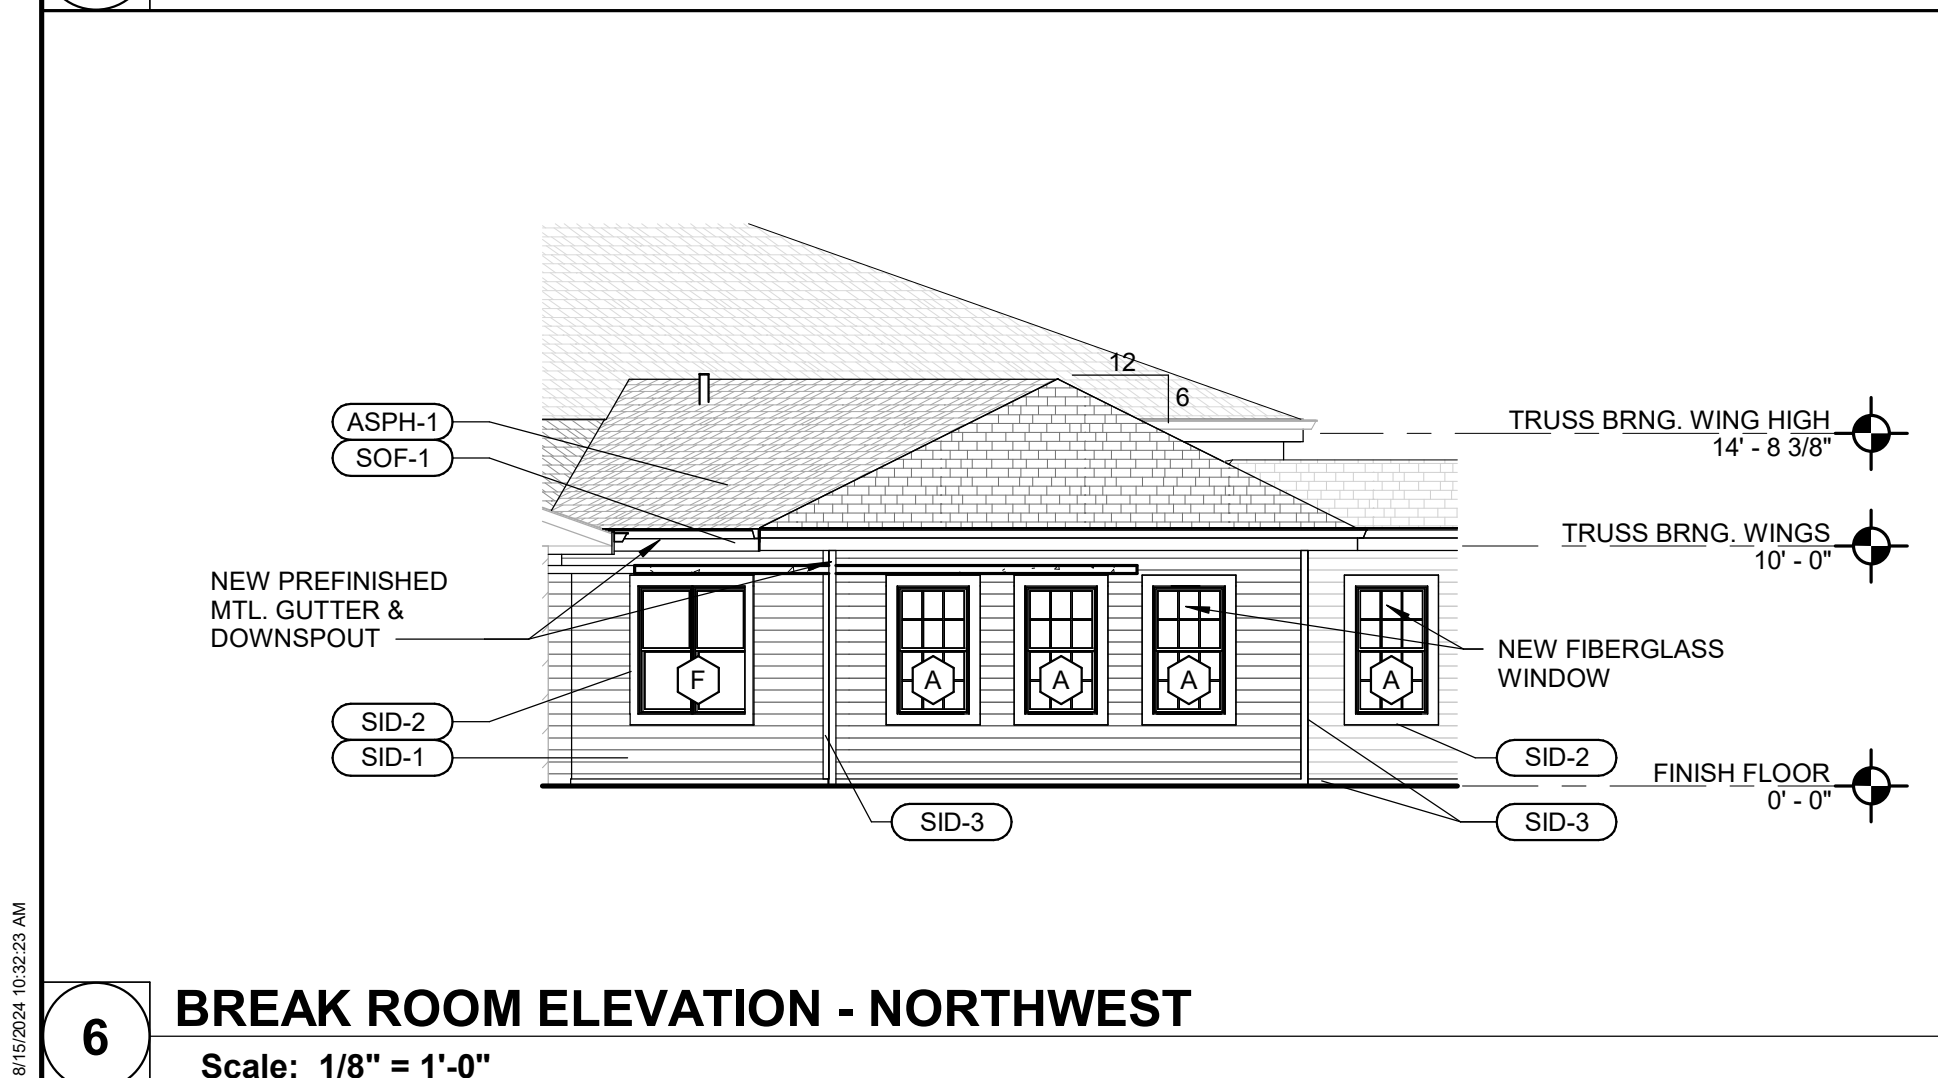 12
6
ASPH-1
SOF-1
TRUSS BRNG. WING HIGH
14' - 8 3/8"
TRUSS BRNG. WINGS
10' - 0"
NEW PREFINISHED
MTL. GUTTER &
DOWNSPOUT
NEW FIBERGLASS
WINDOW
F
A
A
A
A
SID-2
SID-1
SID-2
FINISH FLOOR
0' - 0"
SID-3
SID-3
8/15/2024 10:32:23 AM
6
BREAK ROOM ELEVATION - NORTHWEST
Scale: 1/8" = 1'-0"